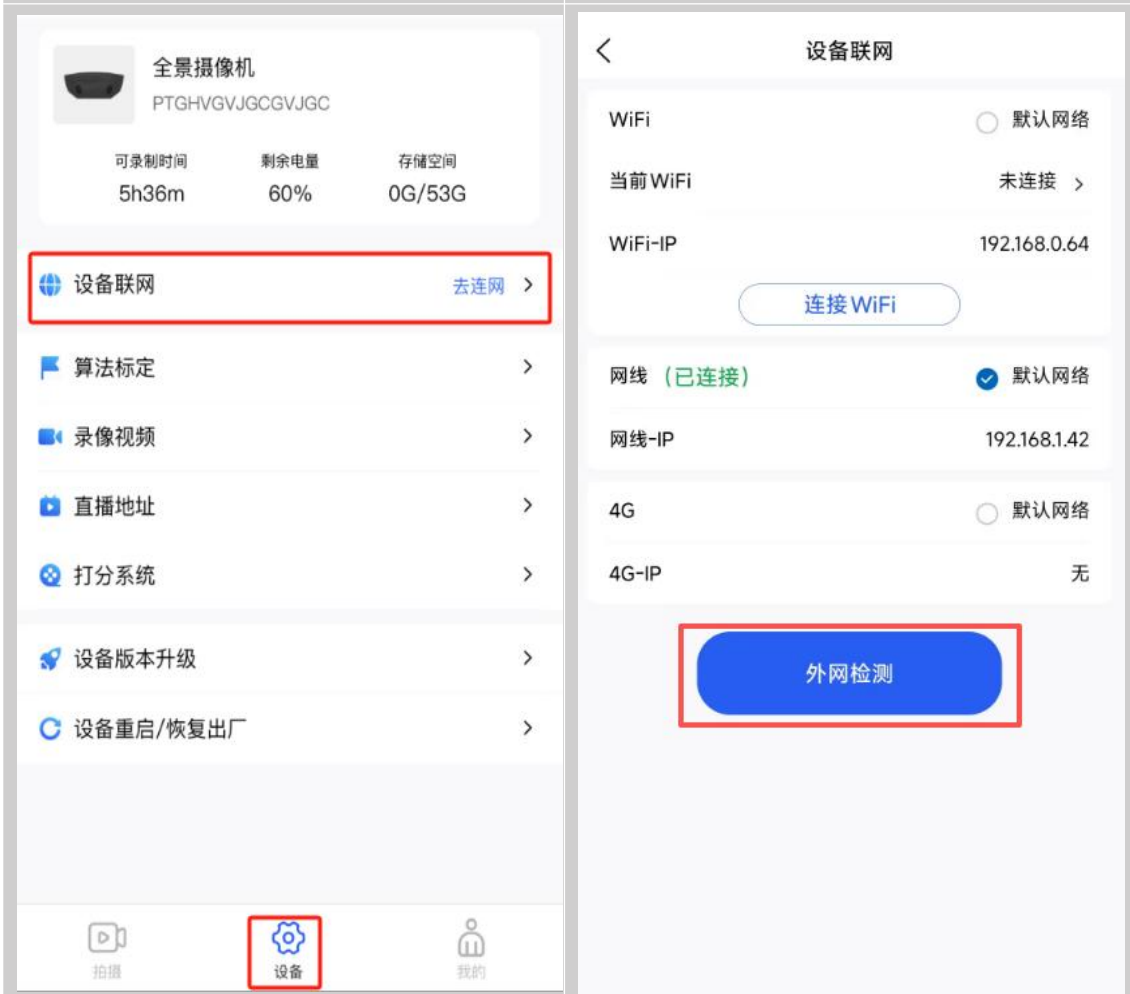 全景摄像机
PTGHVGVJGCGVJGC
可录制时间 剩余电量 存储空间
5h36m 60% 0G/53G
设备联网 去连网
算法标定
录像视频
直播地址
打分系统
设备版本升级
设备重启/恢复出厂
拍摄 设备 我的
设备联网
WiFi 默认网络
当前WiFi 未连接
WiFi-IP 192.168.0.64
连接WiFi
网线（已连接） 默认网络
网线-IP 192.168.1.42
4G 默认网络
4G-IP 无
外网检测